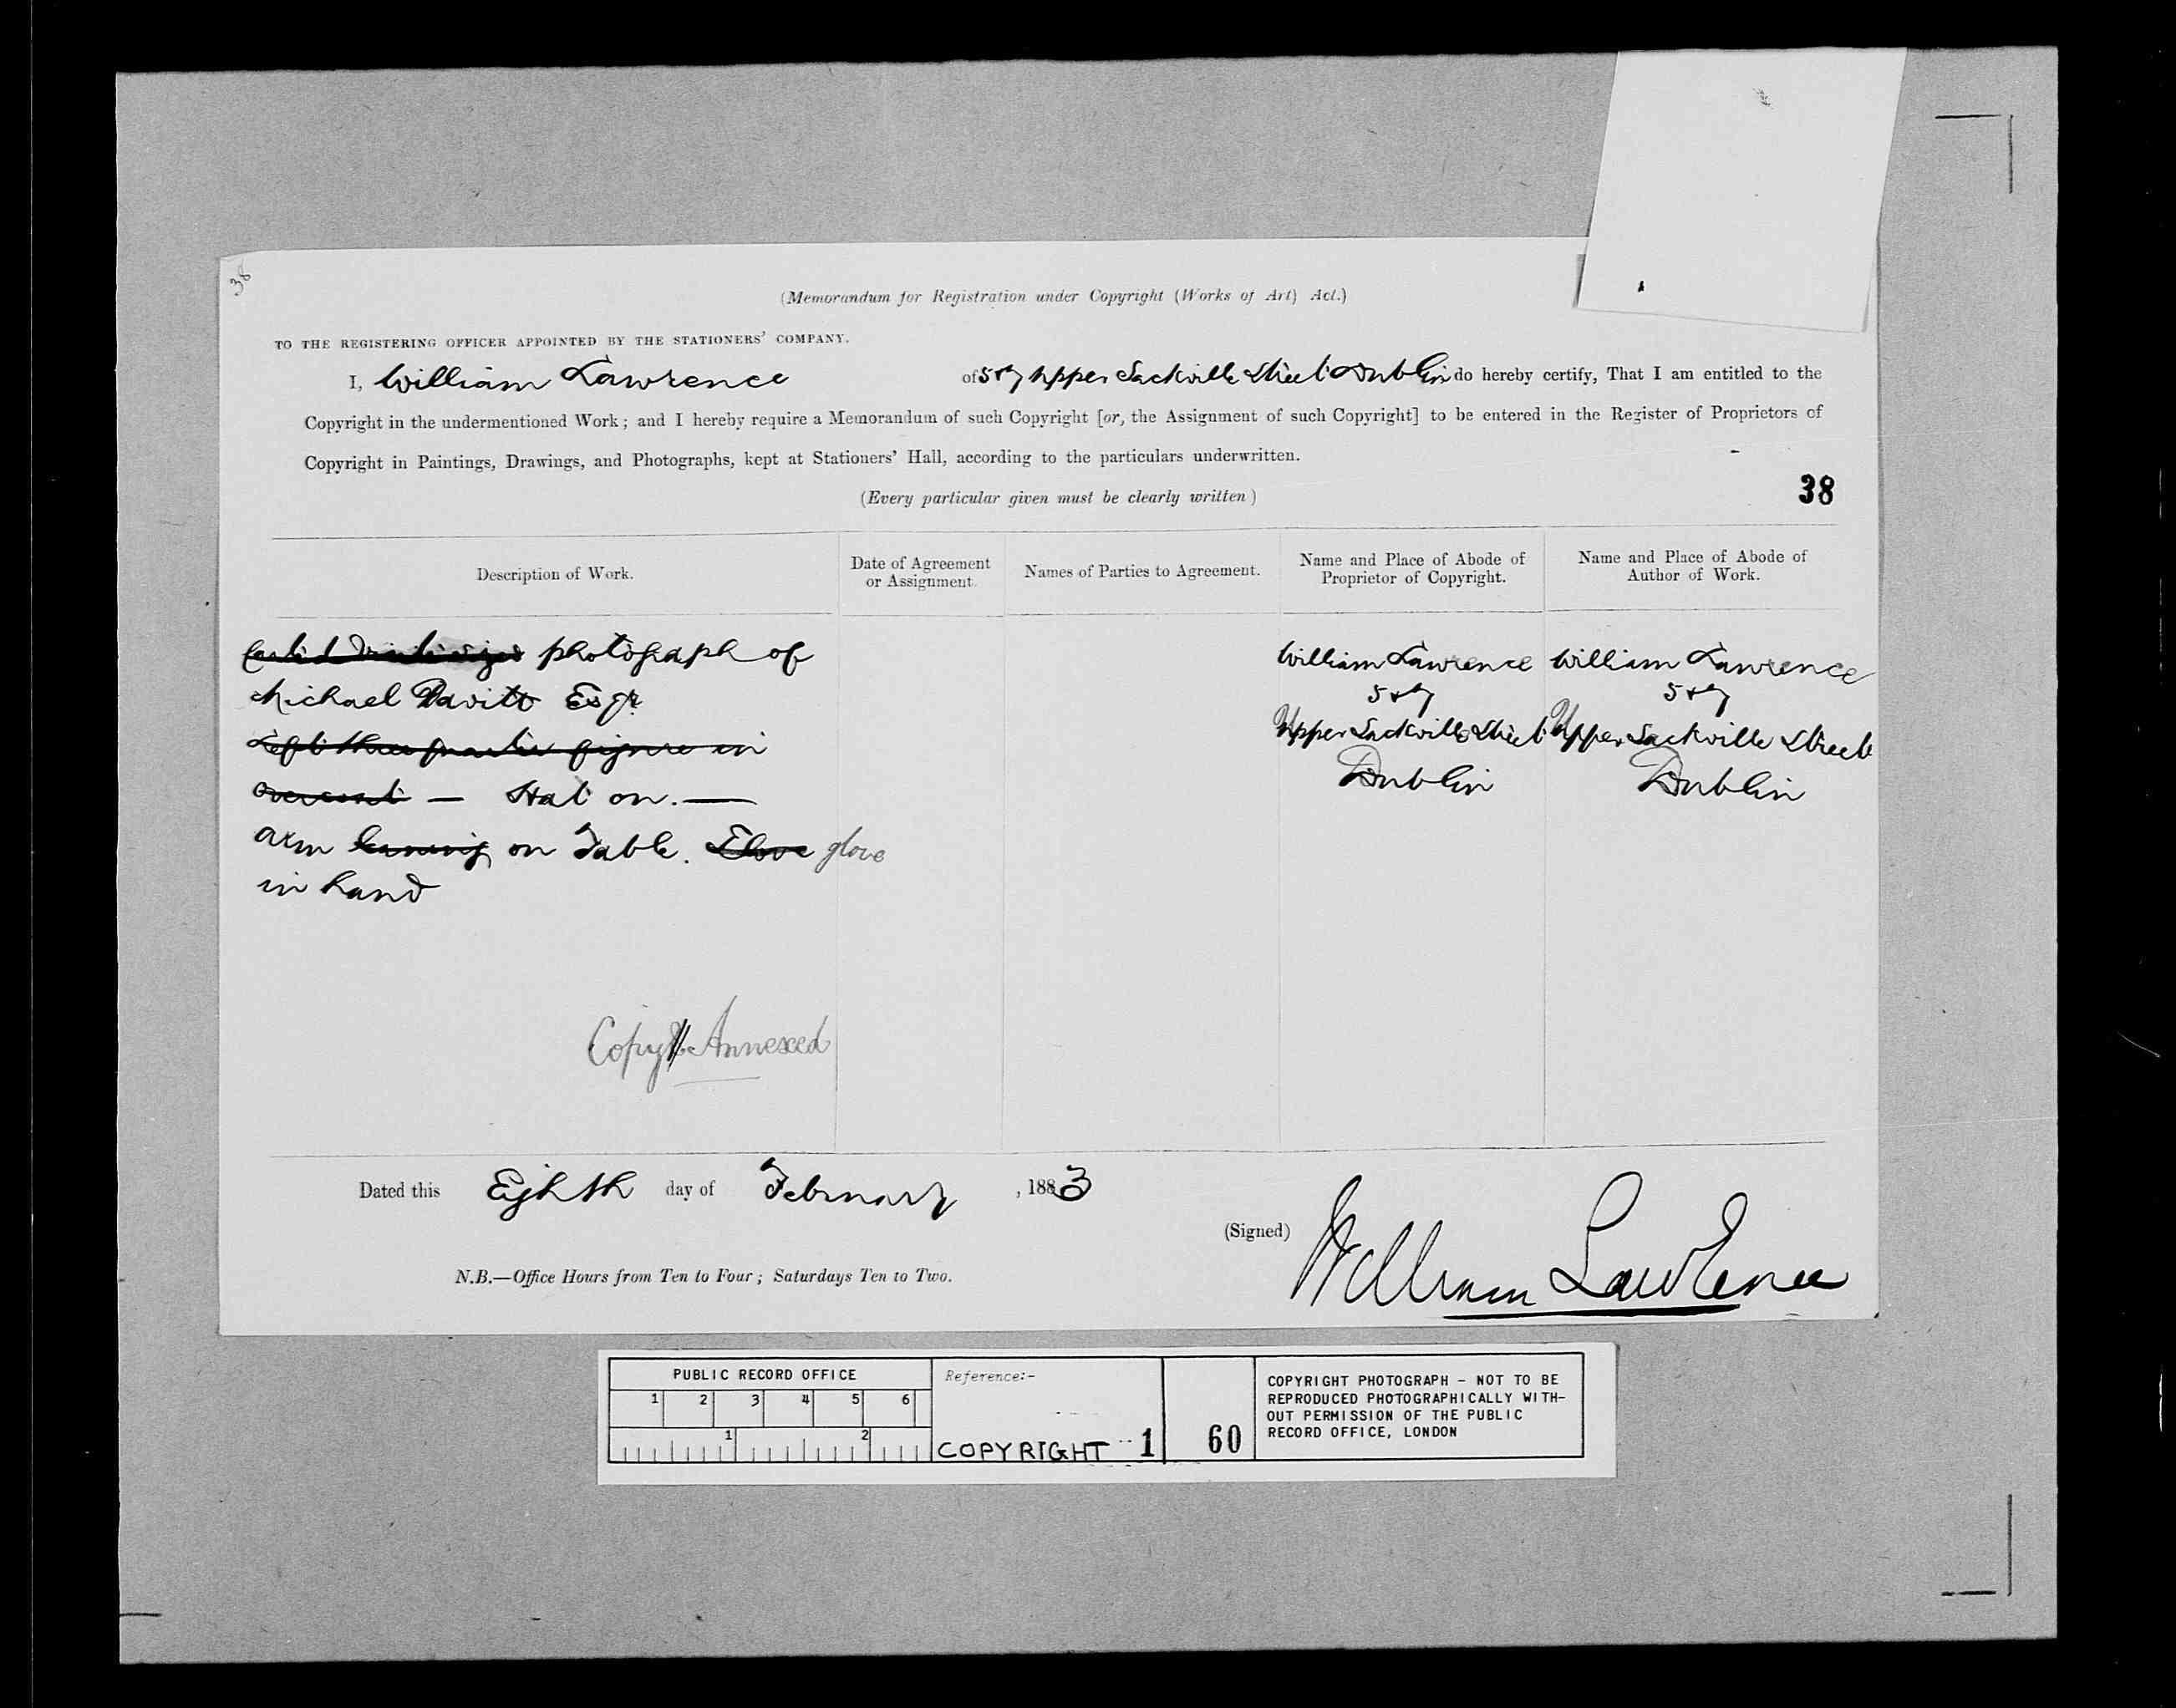 38
(Memorandum for Registration under Copyright (Works of Art) Act.)
TO THE REGISTERING OFFICER APPOINTED BY THE STATIONERS' COMPANY.
I, William Lawrence of 5 & 7 Upper Sackville Street Dublin do hereby certify, That I am entitled to the
Copyright in the undermentioned Work; and I hereby require a Memorandum of such Copyright [or, the Assignment of such Copyright] to be entered in the Register of Proprietors of
Copyright in Paintings, Drawings, and Photographs, kept at Stationers' Hall, according to the particulars underwritten.
(Every particular given must be clearly written)
38
Description of Work.
Date of Agreement
or Assignment.
Names of Parties to Agreement.
Name and Place of Abode of
Proprietor of Copyright.
Name and Place of Abode of
Author of Work.
photograph of
Michael Davitt Esqr.
Left three quarter figure in
overcoat — Hat on. —
arm leaning on Table. Glove glove
in hand
Copy Annexed
William Lawrence
5 & 7
Upper Sackville Street
Dublin
William Lawrence
5 & 7
Upper Sackville Street
Dublin
Dated this Eighth day of February, 1883
(Signed) William Lawrence
N.B.—Office Hours from Ten to Four; Saturdays Ten to Two.
PUBLIC RECORD OFFICE
1 2 3 4 5 6
1 2
Reference:-
COPYRIGHT 1
60
COPYRIGHT PHOTOGRAPH - NOT TO BE
REPRODUCED PHOTOGRAPHICALLY WITH-
OUT PERMISSION OF THE PUBLIC
RECORD OFFICE, LONDON